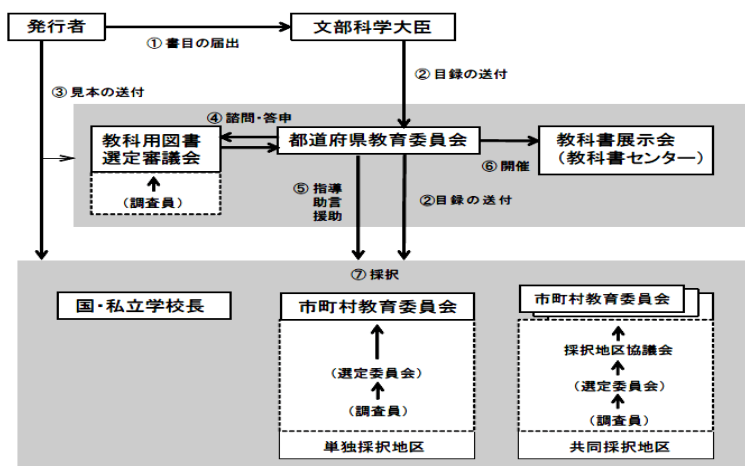 発行者
文部科学大臣
① 書目の届出
② 目録の送付
③ 見本の送付
④ 諮問・答申
教科用図書
選定審議会
都道府県教育委員会
教科書展示会
（教科書センター）
⑥ 開催
（調査員）
⑤ 指導
助言
援助
②目録の送付
⑦ 採択
国・私立学校長
市町村教育委員会
（選定委員会）
（調査員）
単独採択地区
市町村教育委員会
採択地区協議会
（選定委員会）
（調査員）
共同採択地区